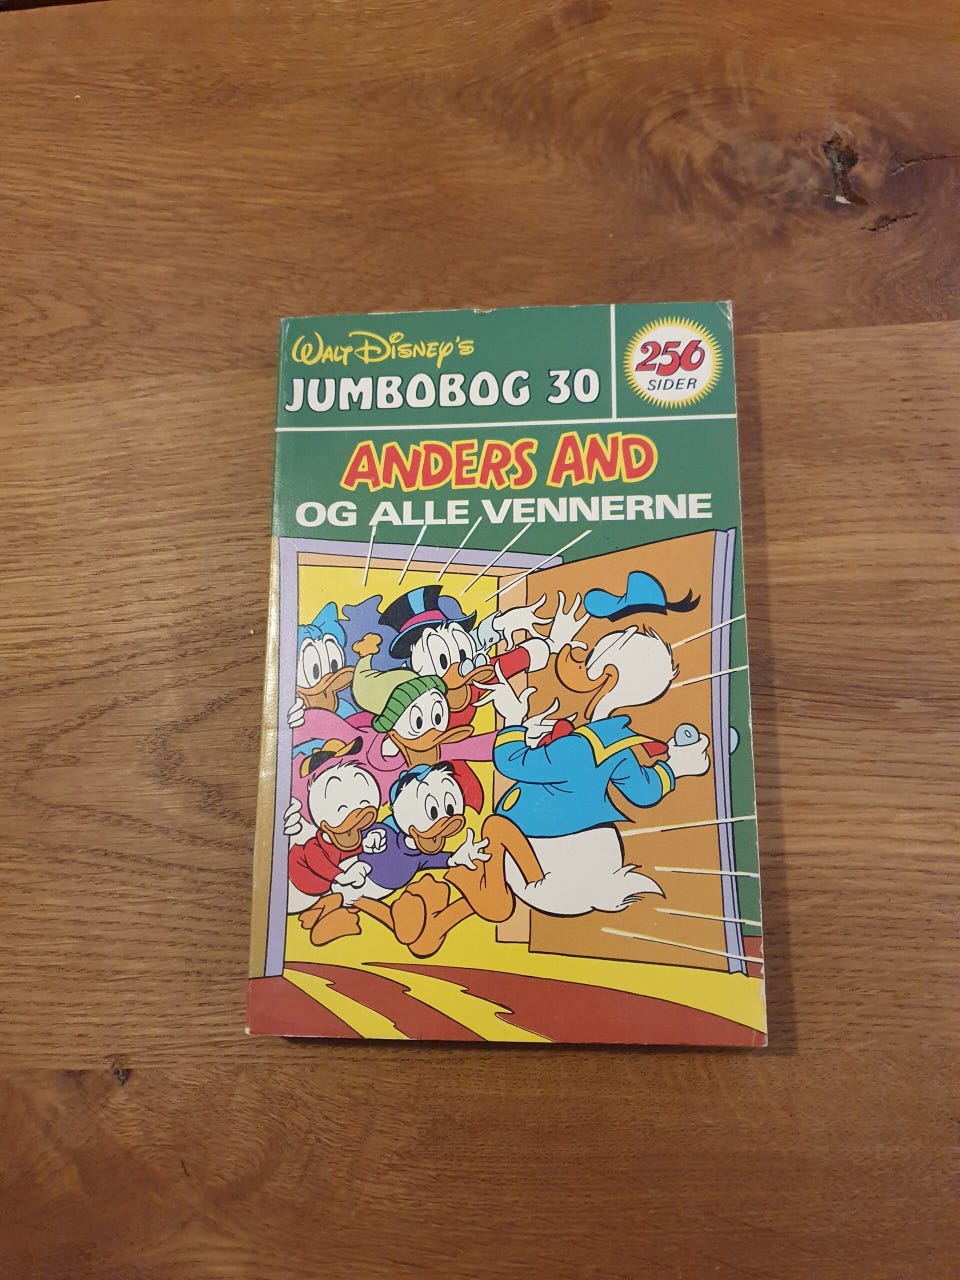 WALT DISNEY'S
JUMBOBOG 30
256
SIDER
ANDERS AND
OG ALLE VENNERNE